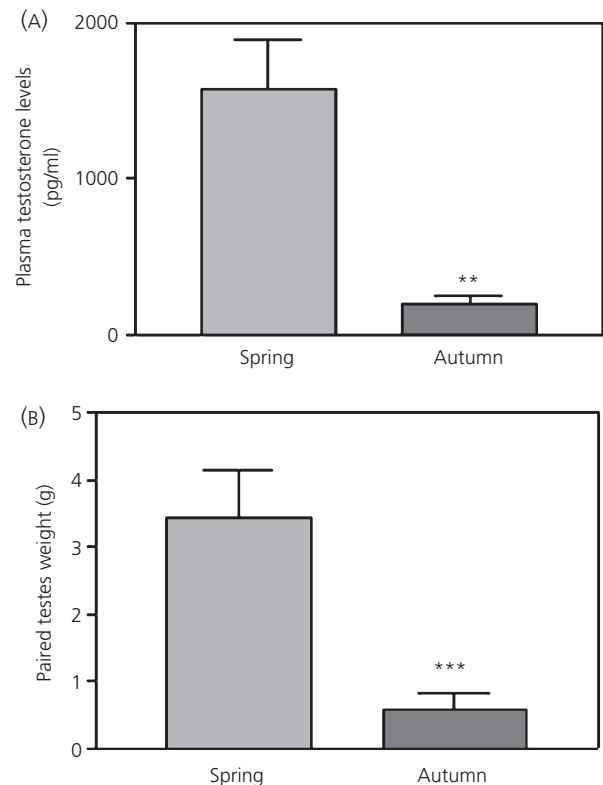 (A)
Plasma testosterone levels
(pg/ml)
2000
1000
0
**
Spring Autumn
(B)
Paired testes weight (g)
5
4
3
2
1
0
***
Spring Autumn